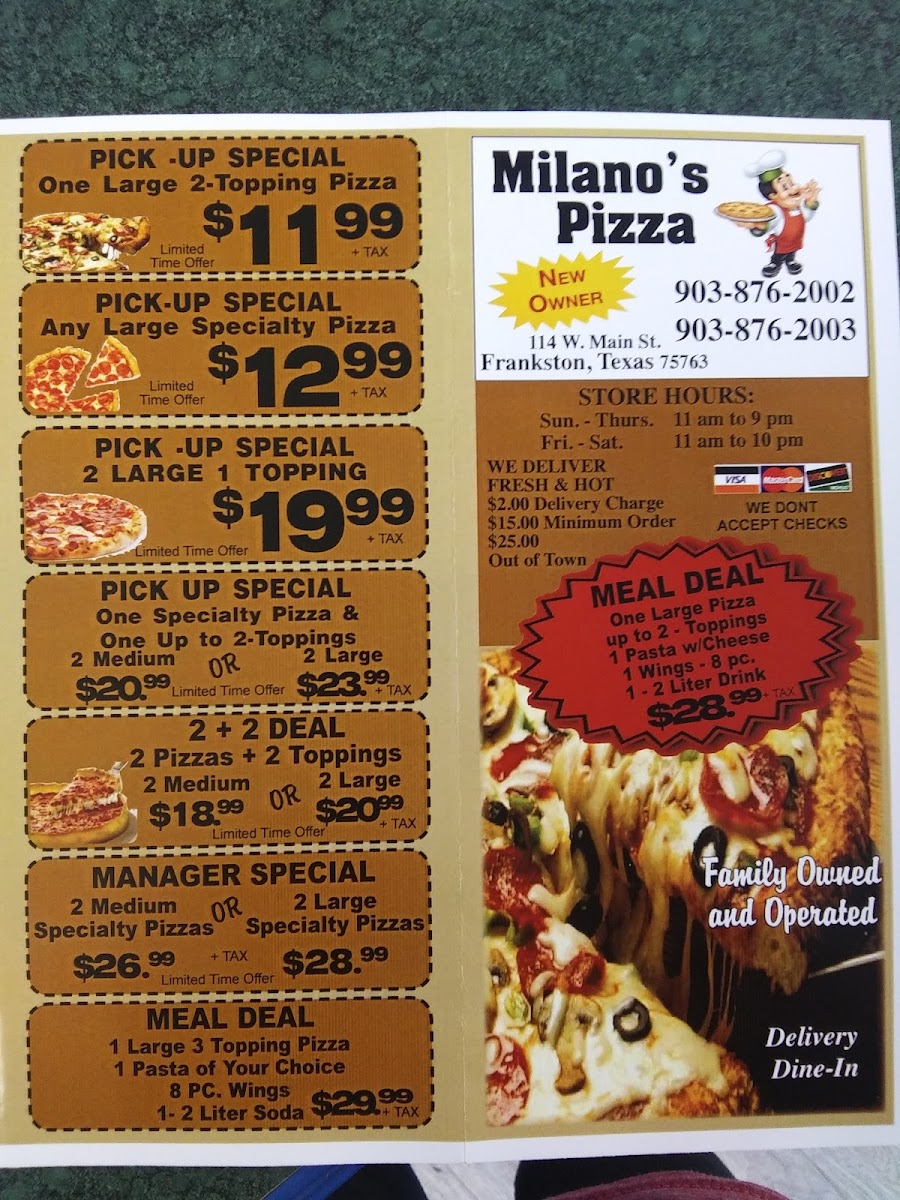 PICK -UP SPECIAL
One Large 2-Topping Pizza
$11.99
Limited
Time Offer
+ TAX
PICK-UP SPECIAL
Any Large Specialty Pizza
$12.99
Limited
Time Offer
+ TAX
PICK -UP SPECIAL
2 LARGE 1 TOPPING
$19.99
Limited Time Offer
+ TAX
PICK UP SPECIAL
One Specialty Pizza &
One Up to 2-Toppings
2 Medium OR 2 Large
$20.99 Limited Time Offer $23.99 + TAX
2 + 2 DEAL
2 Pizzas + 2 Toppings
2 Medium OR 2 Large
$18.99 $20.99
Limited Time Offer + TAX
MANAGER SPECIAL
2 Medium OR 2 Large
Specialty Pizzas Specialty Pizzas
$26.99 + TAX $28.99
Limited Time Offer
MEAL DEAL
1 Large 3 Topping Pizza
1 Pasta of Your Choice
8 PC. Wings
1- 2 Liter Soda $29.99 + TAX
Milano's
Pizza
NEW
OWNER
903-876-2002
903-876-2003
114 W. Main St.
Frankston, Texas 75763
STORE HOURS:
Sun. - Thurs. 11 am to 9 pm
Fri. - Sat. 11 am to 10 pm
WE DELIVER
FRESH & HOT
$2.00 Delivery Charge
$15.00 Minimum Order
$25.00
Out of Town
VISA MasterCard DISCOVER
WE DONT
ACCEPT CHECKS
MEAL DEAL
One Large Pizza
up to 2 - Toppings
1 Pasta w/Cheese
1 Wings - 8 pc.
1 - 2 Liter Drink
$28.99 + TAX
Family Owned
and Operated
Delivery
Dine-In